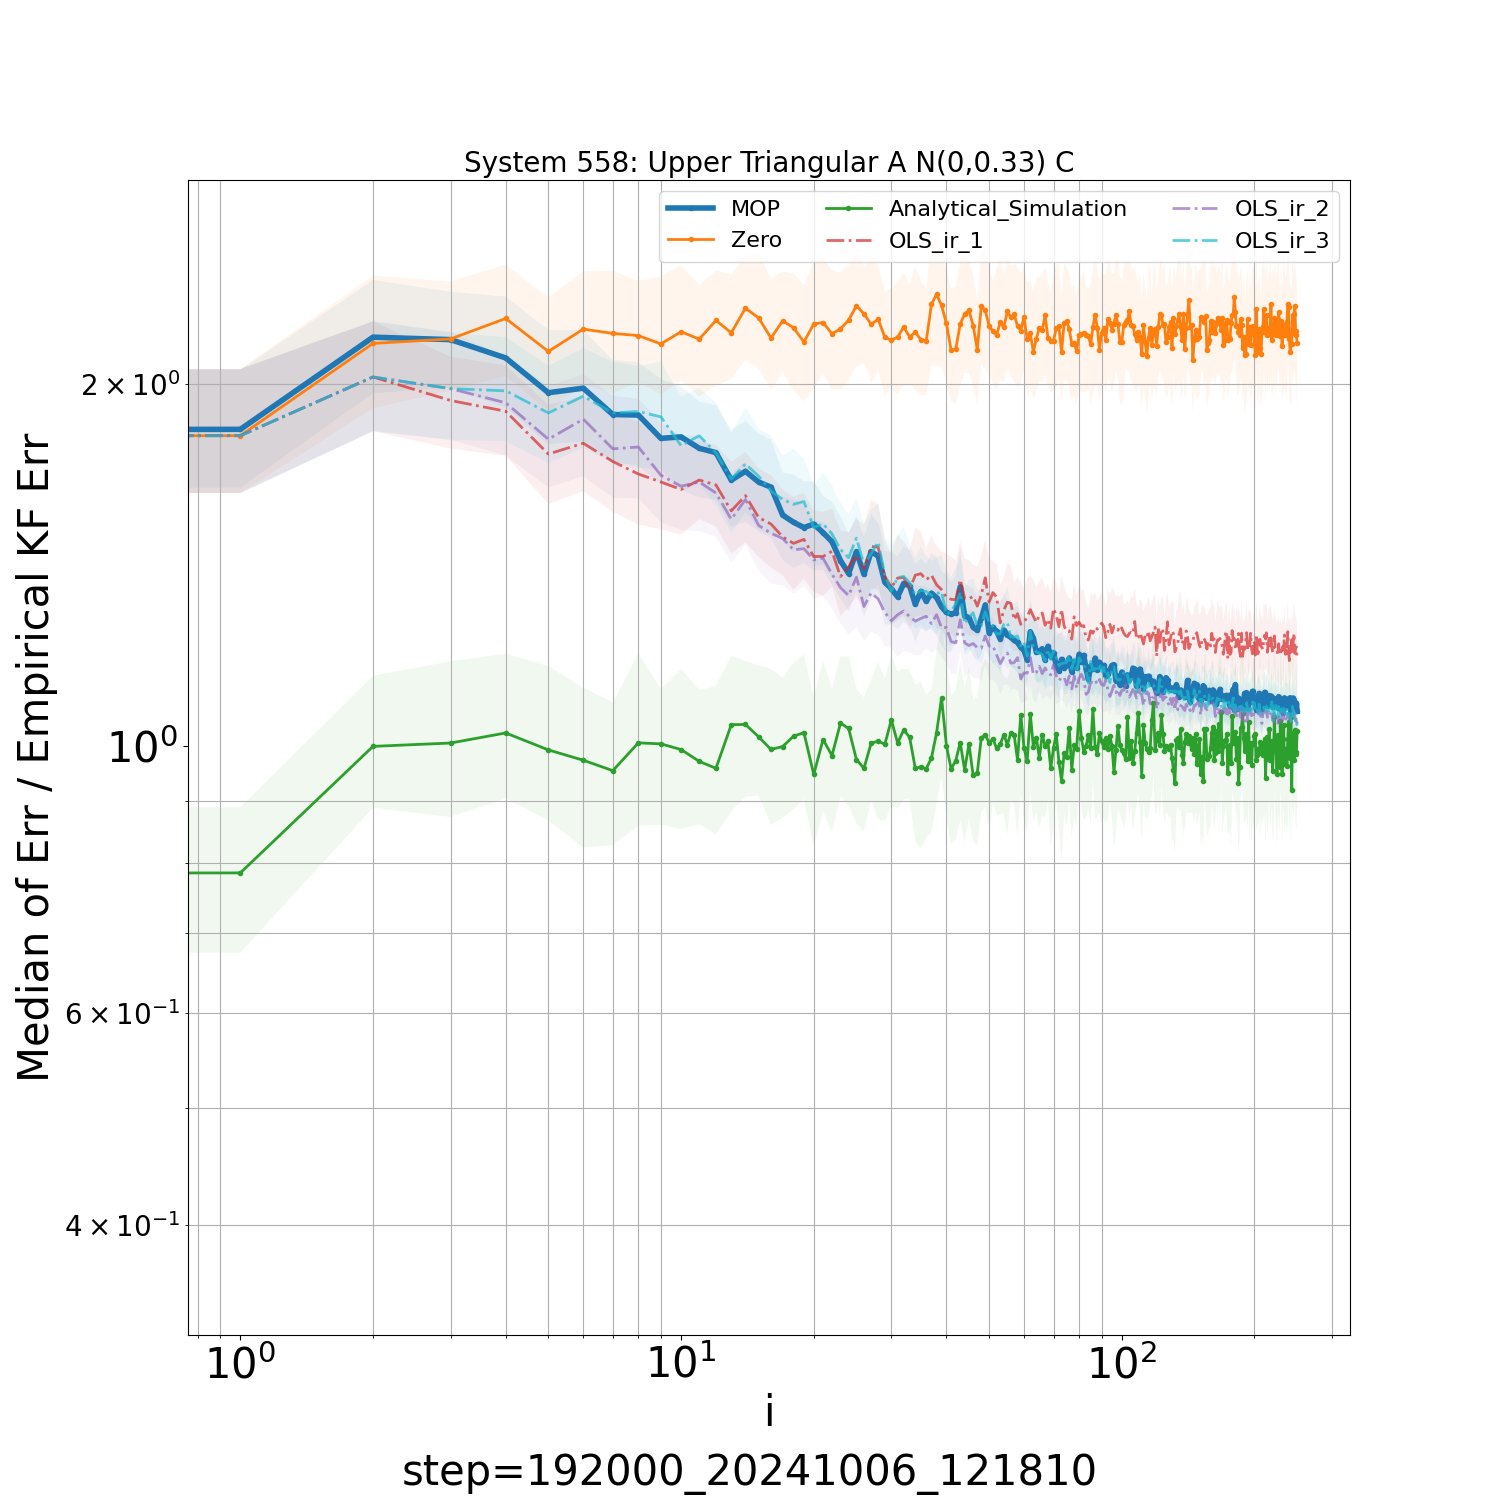 System 558: Upper Triangular A N(0,0.33) C
MOP
Zero
Analytical_Simulation
OLS_ir_1
OLS_ir_2
OLS_ir_3
Median of Err / Empirical KF Err
2 × 10⁰
10⁰
6 × 10⁻¹
4 × 10⁻¹
10⁰ 10¹ 10²
i
step=192000_20241006_121810